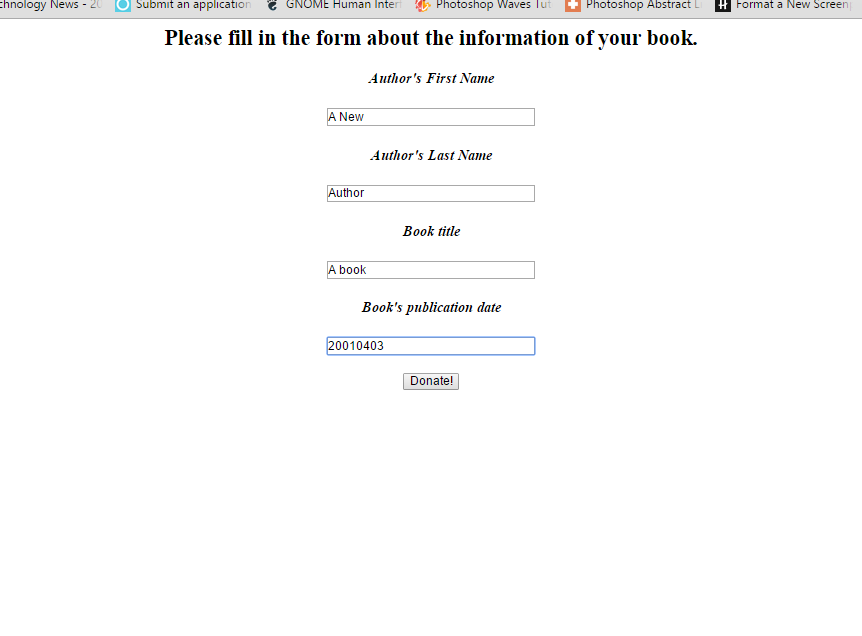 chnology News - 20 Submit an application GNOME Human Interf Photoshop Waves Tut Photoshop Abstract L Format a New Screenp
Please fill in the form about the information of your book.
Author's First Name
A New
Author's Last Name
Author
Book title
A book
Book's publication date
20010403
Donate!